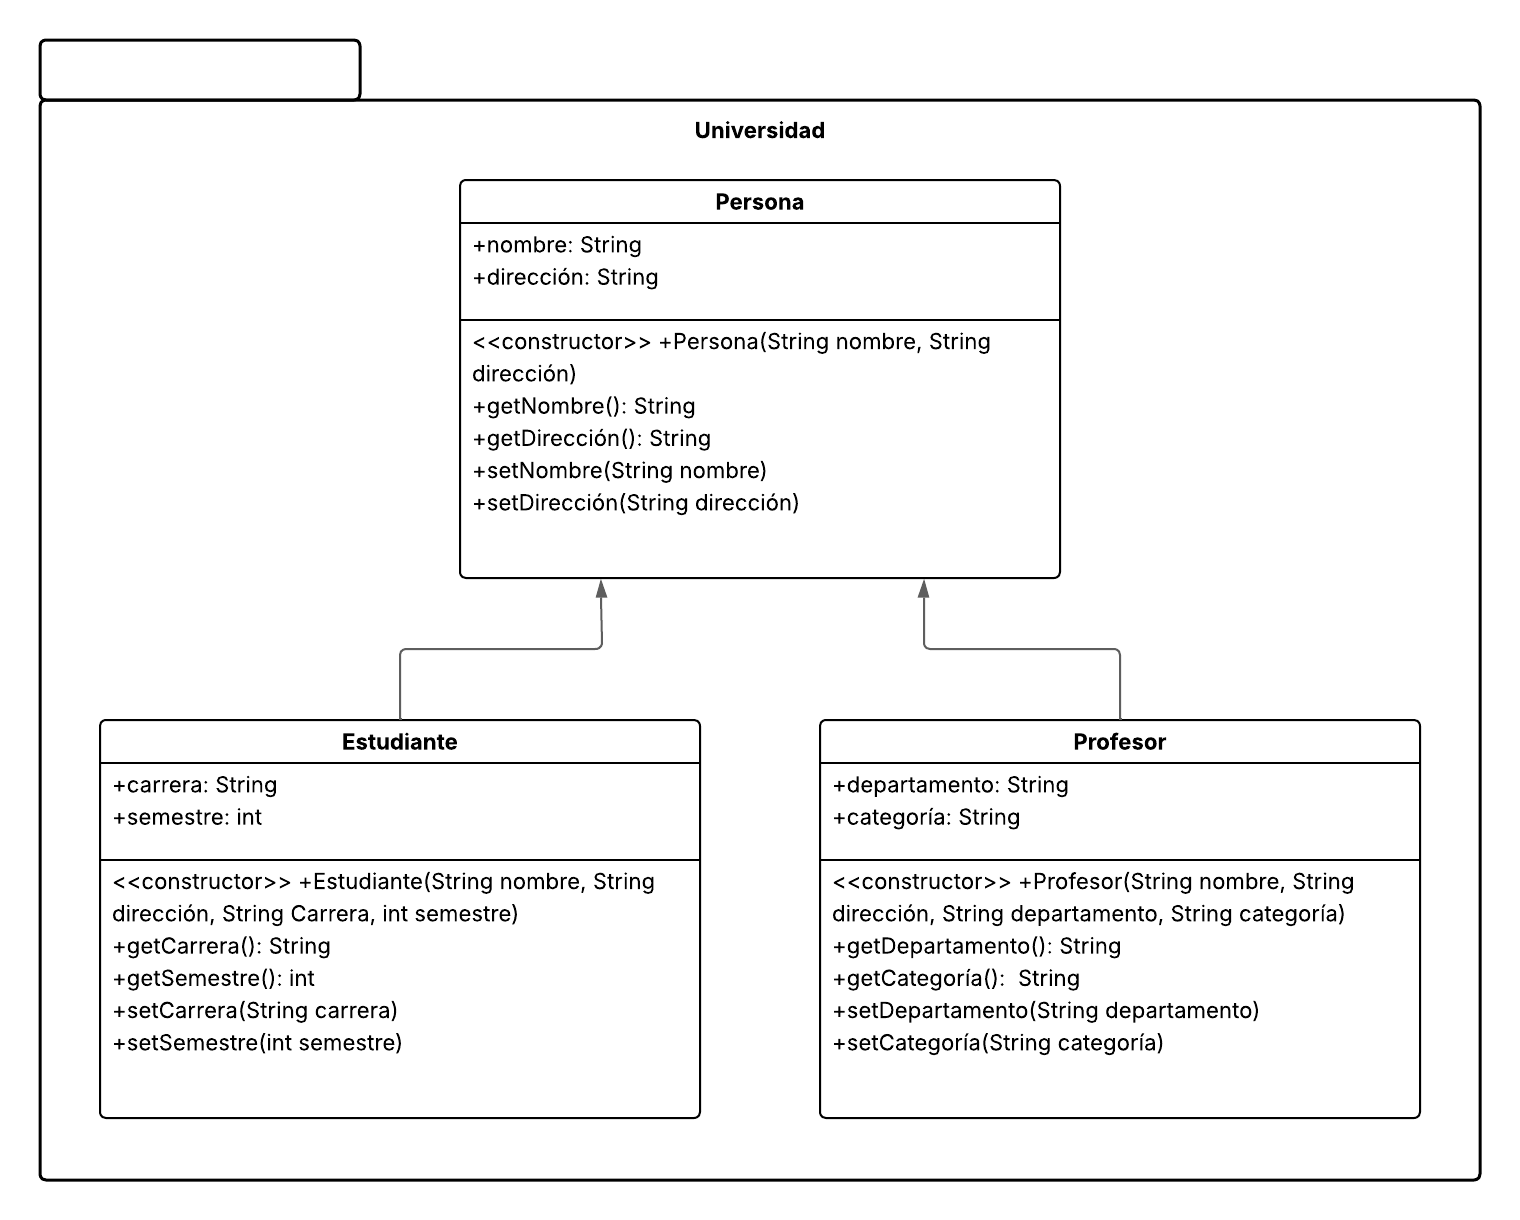 Universidad
Persona
+nombre: String
+dirección: String
<<constructor>> +Persona(String nombre, String
dirección)
+getNombre(): String
+getDirección(): String
+setNombre(String nombre)
+setDirección(String dirección)
Estudiante
+carrera: String
+semestre: int
<<constructor>> +Estudiante(String nombre, String
dirección, String Carrera, int semestre)
+getCarrera(): String
+getSemestre(): int
+setCarrera(String carrera)
+setSemestre(int semestre)
Profesor
+departamento: String
+categoría: String
<<constructor>> +Profesor(String nombre, String
dirección, String departamento, String categoría)
+getDepartamento(): String
+getCategoría():  String
+setDepartamento(String departamento)
+setCategoría(String categoría)